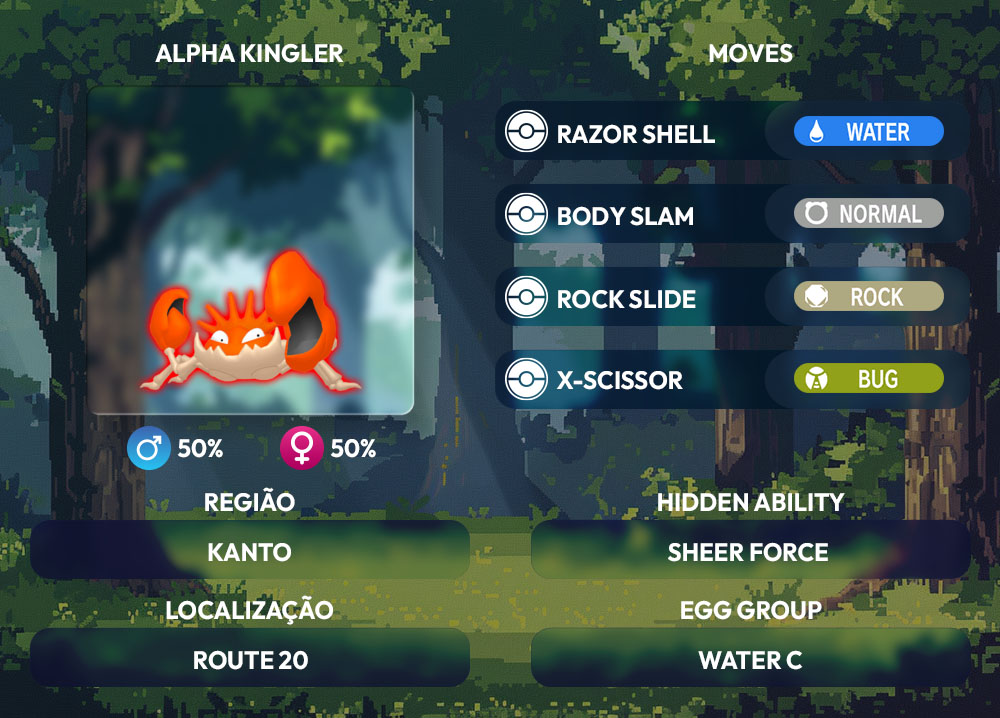 ALPHA KINGLER
50%
50%
REGIÃO
KANTO
LOCALIZAÇÃO
ROUTE 20
MOVES
RAZOR SHELL
WATER
BODY SLAM
NORMAL
ROCK SLIDE
ROCK
X-SCISSOR
BUG
HIDDEN ABILITY
SHEER FORCE
EGG GROUP
WATER C